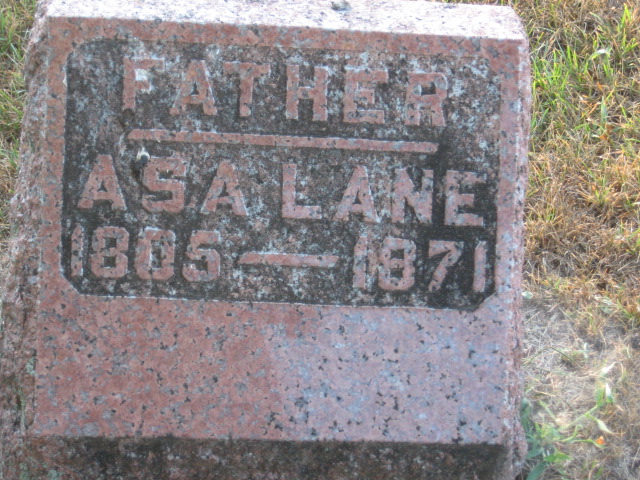 FATHER
ASA LANE
1805 — 1871